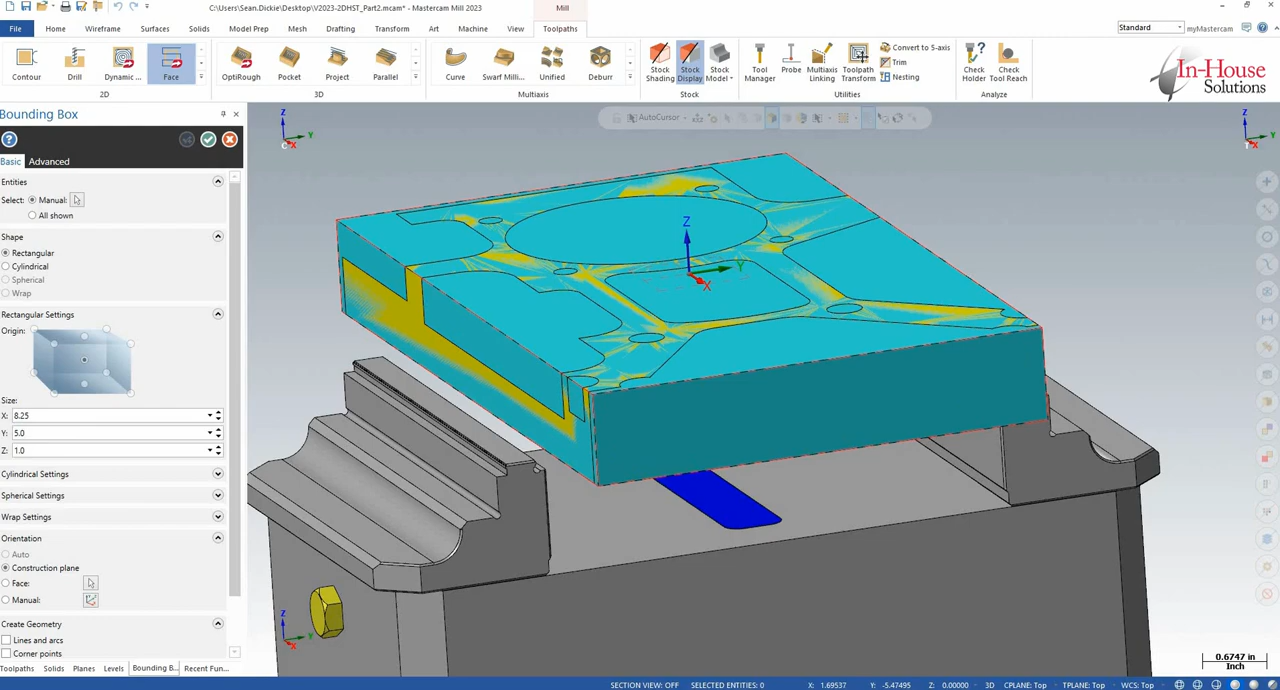 C:\Users\Sean.Dickie\Desktop\V2023-2DHST_Part2.mcam* - Mastercam Mill 2023
Mill
File Home Wireframe Surfaces Solids Model Prep Mesh Drafting Transform Art Machine View Toolpaths
Standard
myMastercam
Contour
Drill
Dynamic ...
Face
OptiRough
Pocket
Project
Parallel
Curve
Swarf Milli...
Unified
Deburr
Stock Shading
Stock Display
Stock Model
Tool Manager
Probe
Multiaxis Linking
Toolpath Transform
Convert to 5-axis
Trim
Nesting
Check Holder
Check Tool Reach
2D
3D
Multiaxis
Stock
Utilities
Analyze
In-House
Solutions
Bounding Box
Basic Advanced
Entities
Select: Manual:
All shown
Shape
Rectangular
Cylindrical
Spherical
Wrap
Rectangular Settings
Origin:
Size:
X: 8.25
Y: 5.0
Z: 1.0
Cylindrical Settings
Spherical Settings
Wrap Settings
Orientation
Auto
Construction plane
Face:
Manual:
Create Geometry
Lines and arcs
Corner points
Toolpaths Solids Planes Levels Bounding B... Recent Fun...
AutoCursor
Z
Y
X
C
Z
Y
X
T
Z
Y
X
Z
Y
X
0.6747 in
Inch
SECTION VIEW: OFF SELECTED ENTITIES: 0 X: 1.69537 Y: -5.47495 Z: 0.00000 3D CPLANE: Top TPLANE: Top WCS: Top